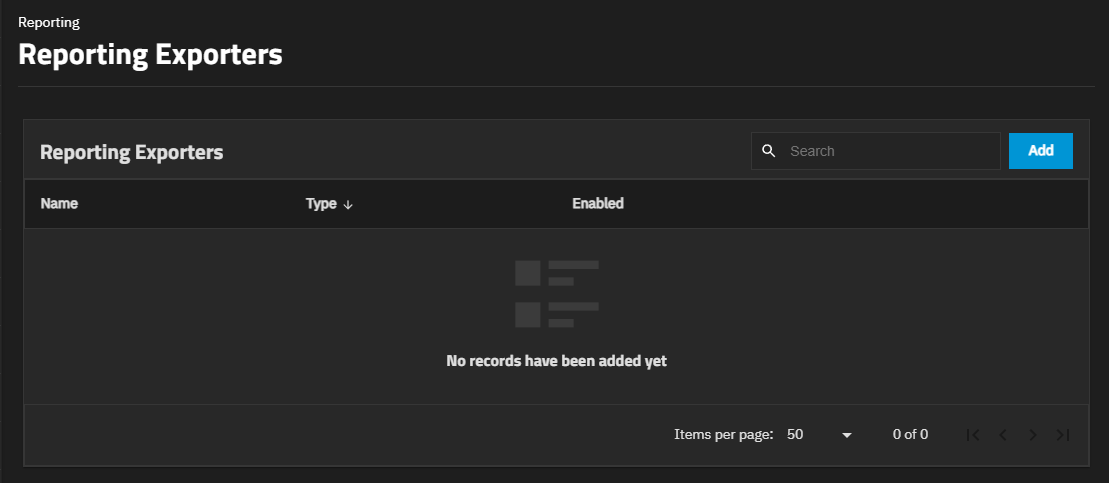 Reporting
Reporting Exporters
Reporting Exporters
Search
Add
Name Type Enabled
No records have been added yet
Items per page: 50 0 of 0